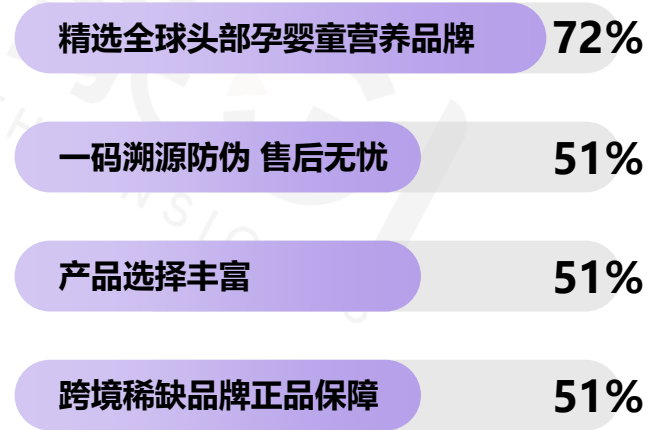 精选全球头部孕婴童营养品牌 72%
一码溯源防伪 售后无忧 51%
产品选择丰富 51%
跨境稀缺品牌正品保障 51%